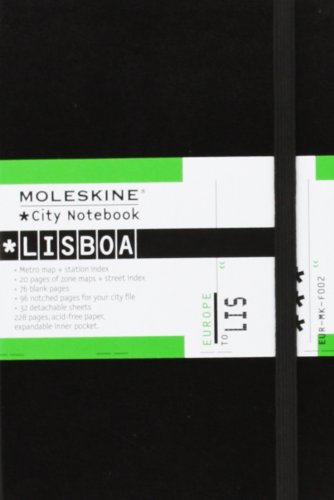 MOLESKINE®
*City Notebook
*LISBOA
• Metro map + station index
• 20 pages of zone maps + street index
• 76 blank pages
• 96 notched pages for your city file
• 32 detachable sheets
228 pages, acid-free paper,
expandable inner pocket.
<<
EUROPE
TO LIS
<<
***
EUR-MK-F002